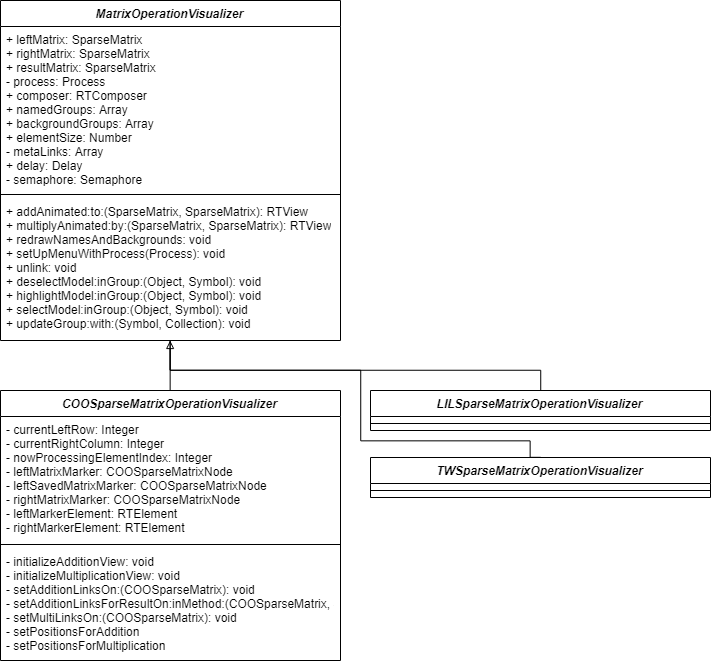 MatrixOperationVisualizer
+ leftMatrix: SparseMatrix
+ rightMatrix: SparseMatrix
+ resultMatrix: SparseMatrix
- process: Process
+ composer: RTComposer
+ namedGroups: Array
+ backgroundGroups: Array
+ elementSize: Number
- metaLinks: Array
+ delay: Delay
- semaphore: Semaphore
+ addAnimated:to:(SparseMatrix, SparseMatrix): RTView
+ multiplyAnimated:by:(SparseMatrix, SparseMatrix): RTView
+ redrawNamesAndBackgrounds: void
+ setUpMenuWithProcess(Process): void
+ unlink: void
+ deselectModel:inGroup:(Object, Symbol): void
+ highlightModel:inGroup:(Object, Symbol): void
+ selectModel:inGroup:(Object, Symbol): void
+ updateGroup:with:(Symbol, Collection): void
COOSparseMatrixOperationVisualizer
- currentLeftRow: Integer
- currentRightColumn: Integer
- nowProcessingElementIndex: Integer
- leftMatrixMarker: COOSparseMatrixNode
- leftSavedMatrixMarker: COOSparseMatrixNode
- rightMatrixMarker: COOSparseMatrixNode
- leftMarkerElement: RTElement
- rightMarkerElement: RTElement
- initializeAdditionView: void
- initializeMultiplicationView: void
- setAdditionLinksOn:(COOSparseMatrix): void
- setAdditionLinksForResultOn:inMethod:(COOSparseMatrix,
- setMultiLinksOn:(COOSparseMatrix): void
- setPositionsForAddition
- setPositionsForMultiplication
LILSparseMatrixOperationVisualizer
TWSparseMatrixOperationVisualizer